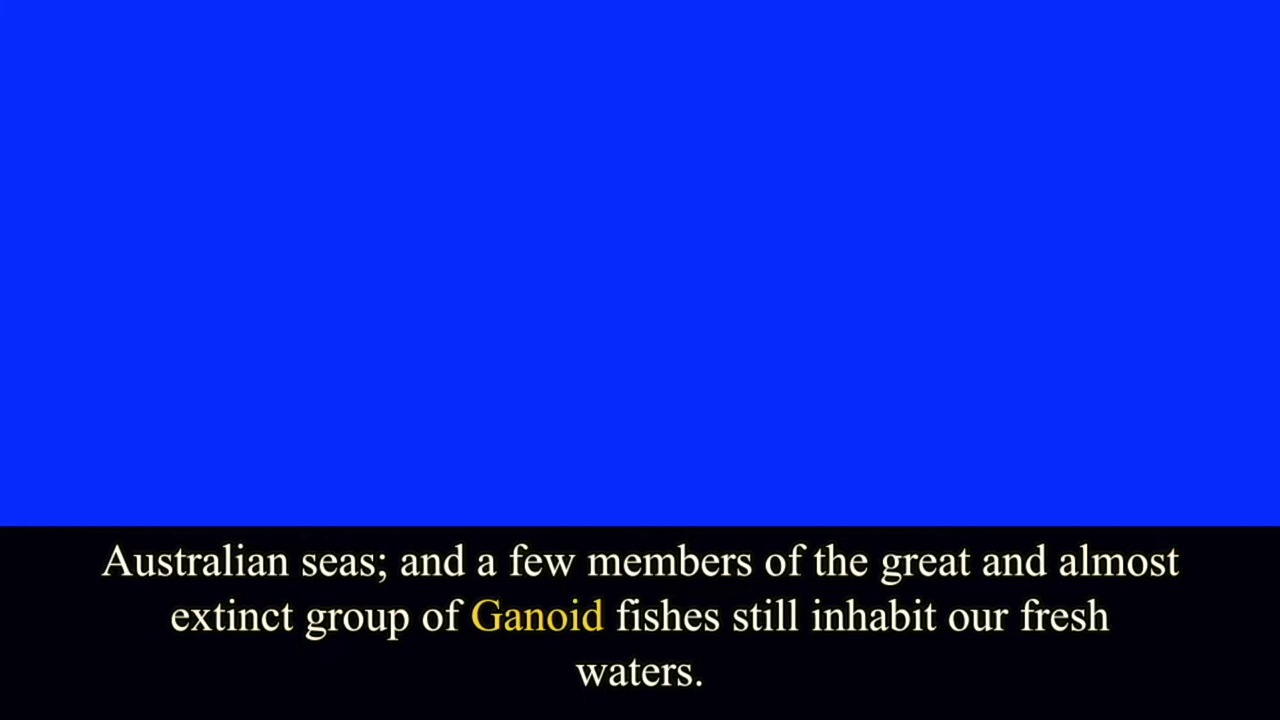 Australian seas; and a few members of the great and almost
extinct group of Ganoid fishes still inhabit our fresh
waters.